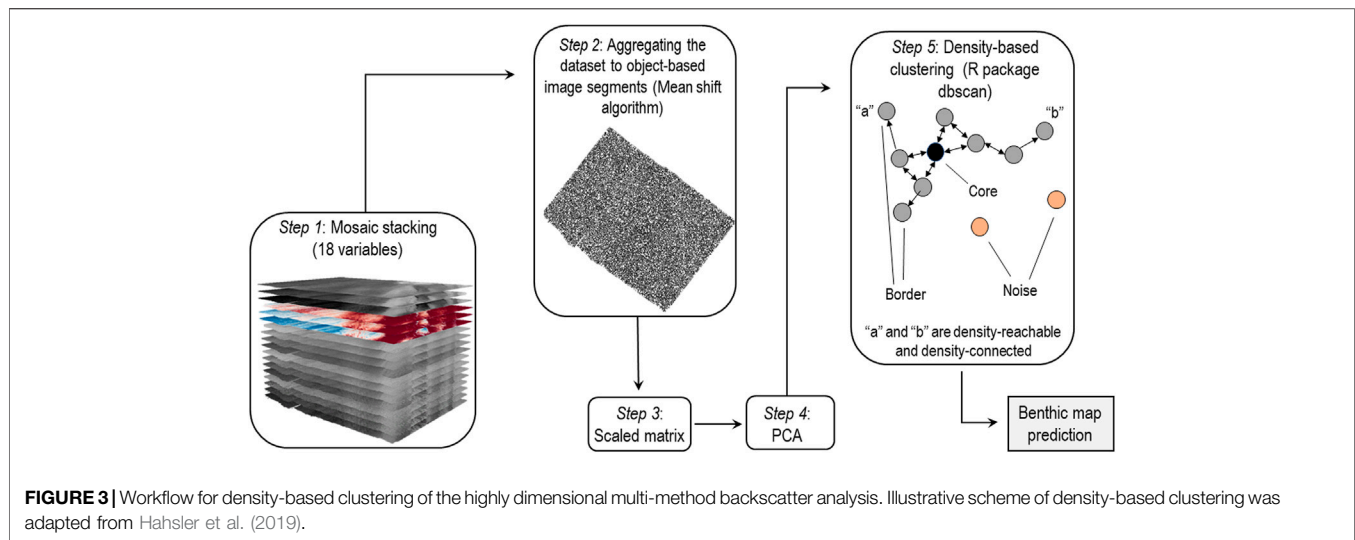 Step 1: Mosaic stacking
(18 variables)
Step 2: Aggregating the
dataset to object-based
image segments (Mean shift
algorithm)
Step 3:
Scaled matrix
Step 4:
PCA
Step 5: Density-based
clustering (R package
dbscan)
“a”
“b”
Core
Border
Noise
“a” and “b” are density-reachable
and density-connected
Benthic map
prediction
FIGURE 3 | Workflow for density-based clustering of the highly dimensional multi-method backscatter analysis. Illustrative scheme of density-based clustering was
adapted from Hahsler et al. (2019).